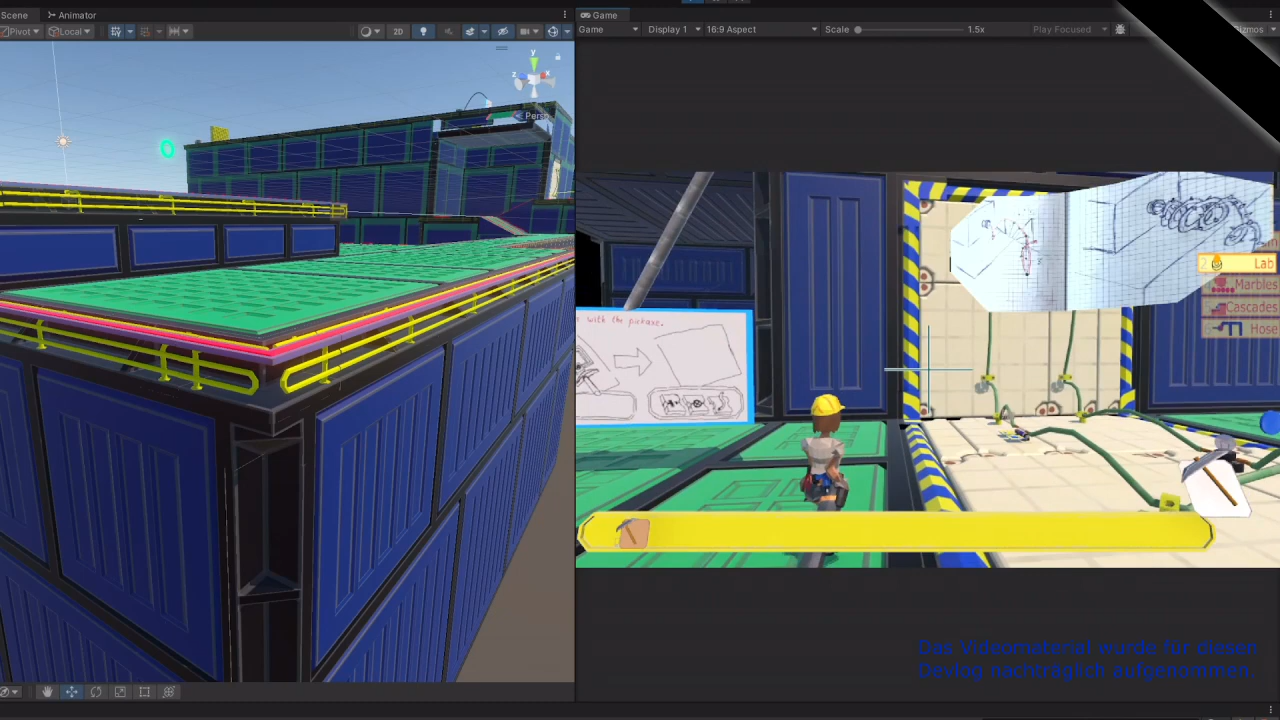 Scene Animator Game
Pivot Local 2D Game Display 1 16:9 Aspect Scale 1.5x Play Focused
y
z x
Persp
with the pickaxe.
Lab
Marbles
Cascades
Hose
Das Videomaterial wurde für diesen
Devlog nachträglich aufgenommen.